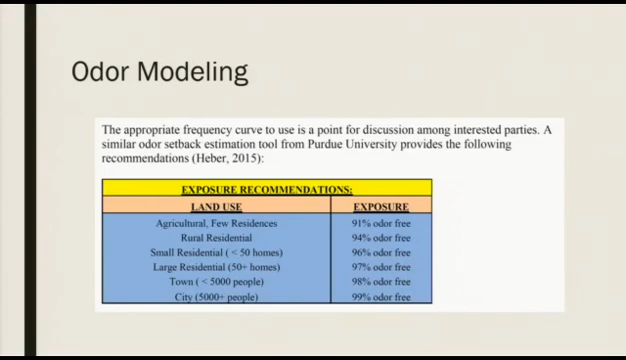 Odor Modeling
The appropriate frequency curve to use is a point for discussion among interested parties. A
similar odor setback estimation tool from Purdue University provides the following
recommendations (Heber, 2015):
EXPOSURE RECOMMENDATIONS:
LAND USE EXPOSURE
Agricultural, Few Residences 91% odor free
Rural Residential 94% odor free
Small Residential ( < 50 homes) 96% odor free
Large Residential (50+ homes) 97% odor free
Town ( < 5000 people) 98% odor free
City (5000+ people) 99% odor free